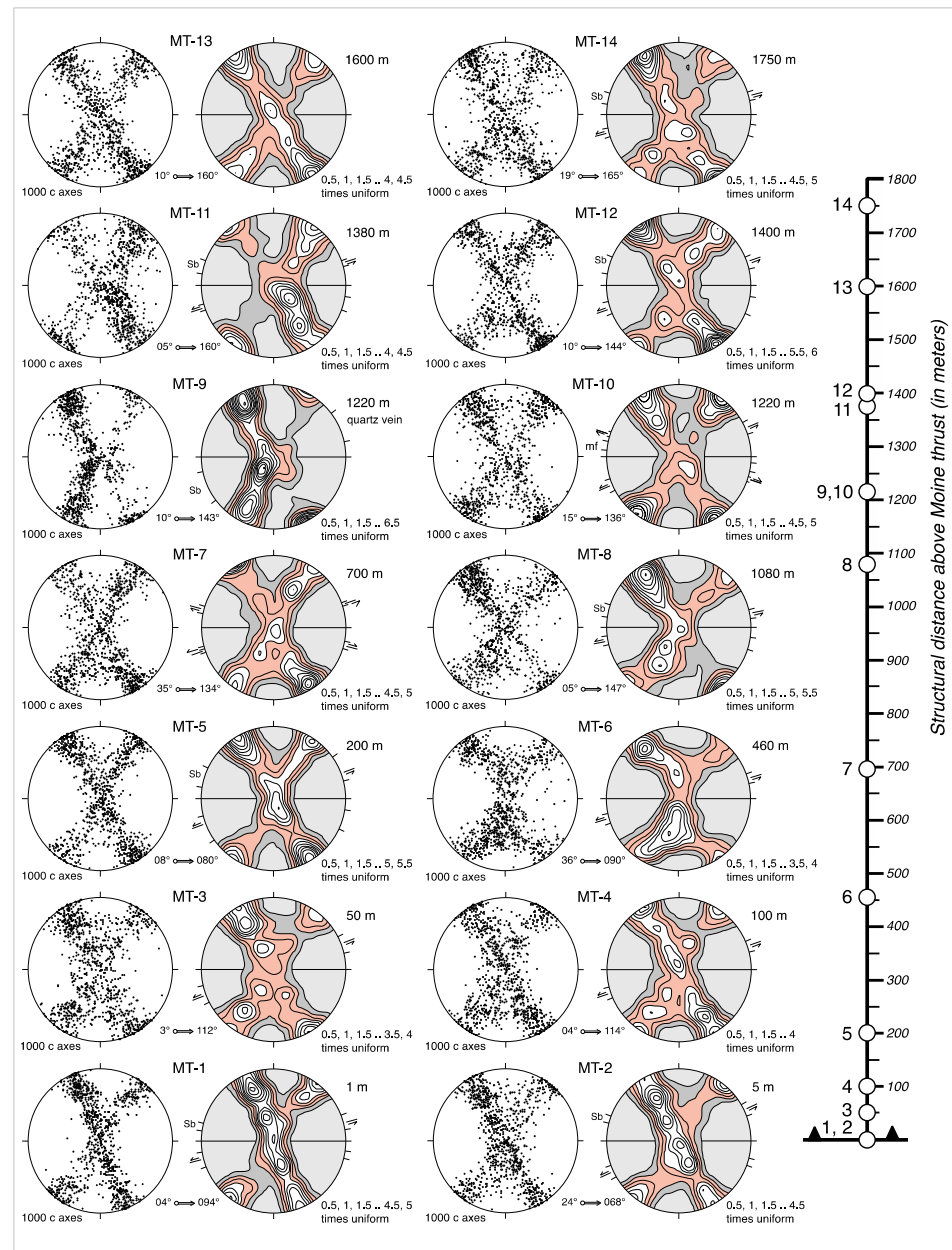 MT-13
1600 m
10° 160°
1000 c axes
0.5, 1, 1.5 .. 4, 4.5
times uniform
MT-14
1750 m
Sb
19° 165°
1000 c axes
0.5, 1, 1.5 .. 4.5, 5
times uniform
MT-11
1380 m
Sb
05° 160°
1000 c axes
0.5, 1, 1.5 .. 4, 4.5
times uniform
MT-12
1400 m
Sb
10° 144°
1000 c axes
0.5, 1, 1.5 .. 5.5, 6
times uniform
MT-9
1220 m
quartz vein
Sb
10° 143°
1000 c axes
0.5, 1, 1.5 .. 6.5
times uniform
MT-10
1220 m
mf
15° 136°
1000 c axes
0.5, 1, 1.5 .. 4.5, 5
times uniform
MT-7
700 m
35° 134°
1000 c axes
0.5, 1, 1.5 .. 4.5, 5
times uniform
MT-8
1080 m
Sb
05° 147°
1000 c axes
0.5, 1, 1.5 .. 5, 5.5
times uniform
MT-5
200 m
Sb
08° 080°
1000 c axes
0.5, 1, 1.5 .. 5, 5.5
times uniform
MT-6
460 m
36° 090°
1000 c axes
0.5, 1, 1.5 .. 3.5, 4
times uniform
MT-3
50 m
3° 112°
1000 c axes
0.5, 1, 1.5 .. 3.5, 4
times uniform
MT-4
100 m
04° 114°
1000 c axes
0.5, 1, 1.5 .. 4
times uniform
MT-1
1 m
Sb
04° 094°
1000 c axes
0.5, 1, 1.5 .. 4.5, 5
times uniform
MT-2
5 m
Sb
24° 068°
1000 c axes
0.5, 1, 1.5 .. 4.5
times uniform
1800
14
1700
13
1600
1500
12
1400
11
1300
9,10
1200
8
1100
1000
900
800
7
700
600
500
6
400
300
5
200
4
100
3
1, 2
Structural distance above Moine thrust (in meters)